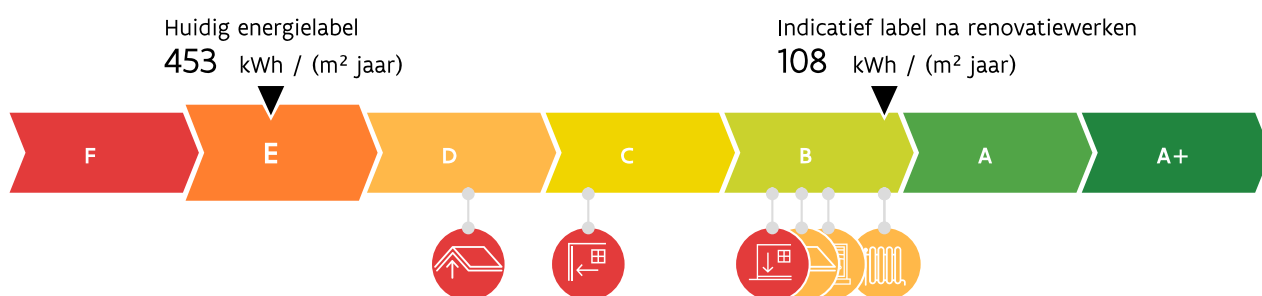 Huidig energielabel
453 kWh / (m² jaar)
Indicatief label na renovatiewerken
108 kWh / (m² jaar)
F E D C B A A+